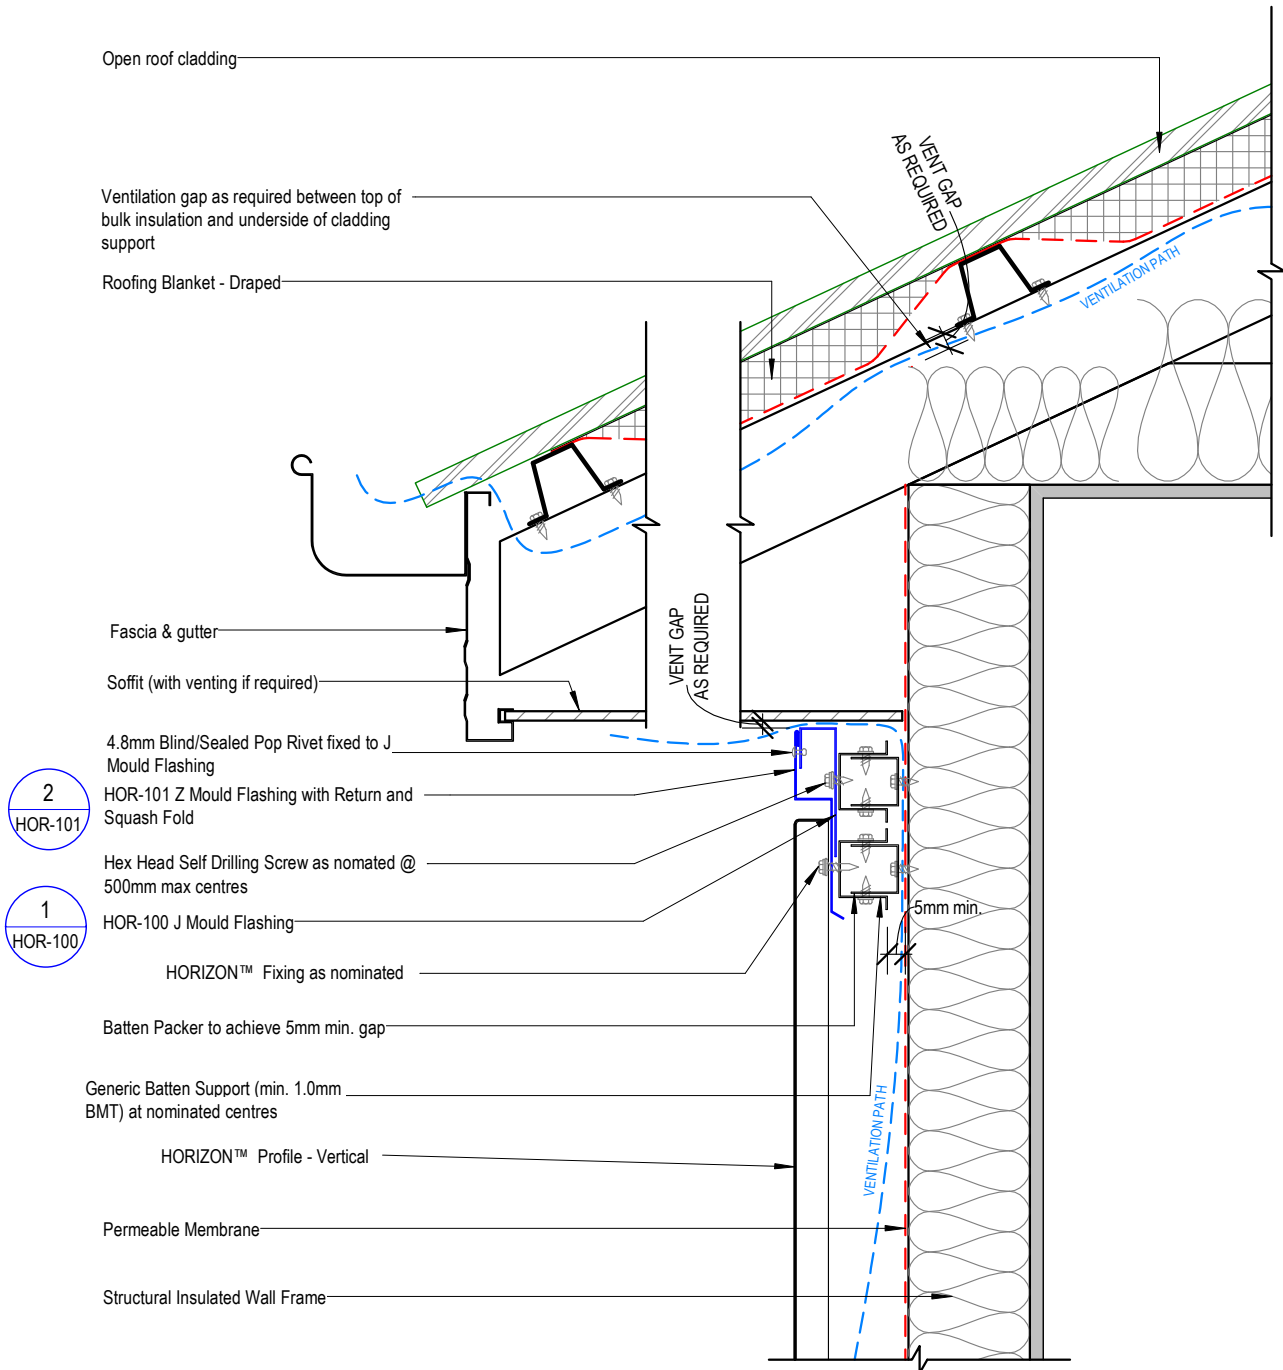 Open roof cladding
VENT GAP
AS REQUIRED
Ventilation gap as required between top of
bulk insulation and underside of cladding
support
VENTILATION PATH
Roofing Blanket - Draped
VENT GAP
AS REQUIRED
Fascia & gutter
Soffit (with venting if required)
4.8mm Blind/Sealed Pop Rivet fixed to J
Mould Flashing
2
HOR-101
HOR-101 Z Mould Flashing with Return and
Squash Fold
Hex Head Self Drilling Screw as nomated @
500mm max centres
1
HOR-100
HOR-100 J Mould Flashing
5mm min.
HORIZON™ Fixing as nominated
Batten Packer to achieve 5mm min. gap
Generic Batten Support (min. 1.0mm
BMT) at nominated centres
VENTILATION PATH
HORIZON™ Profile - Vertical
Permeable Membrane
Structural Insulated Wall Frame